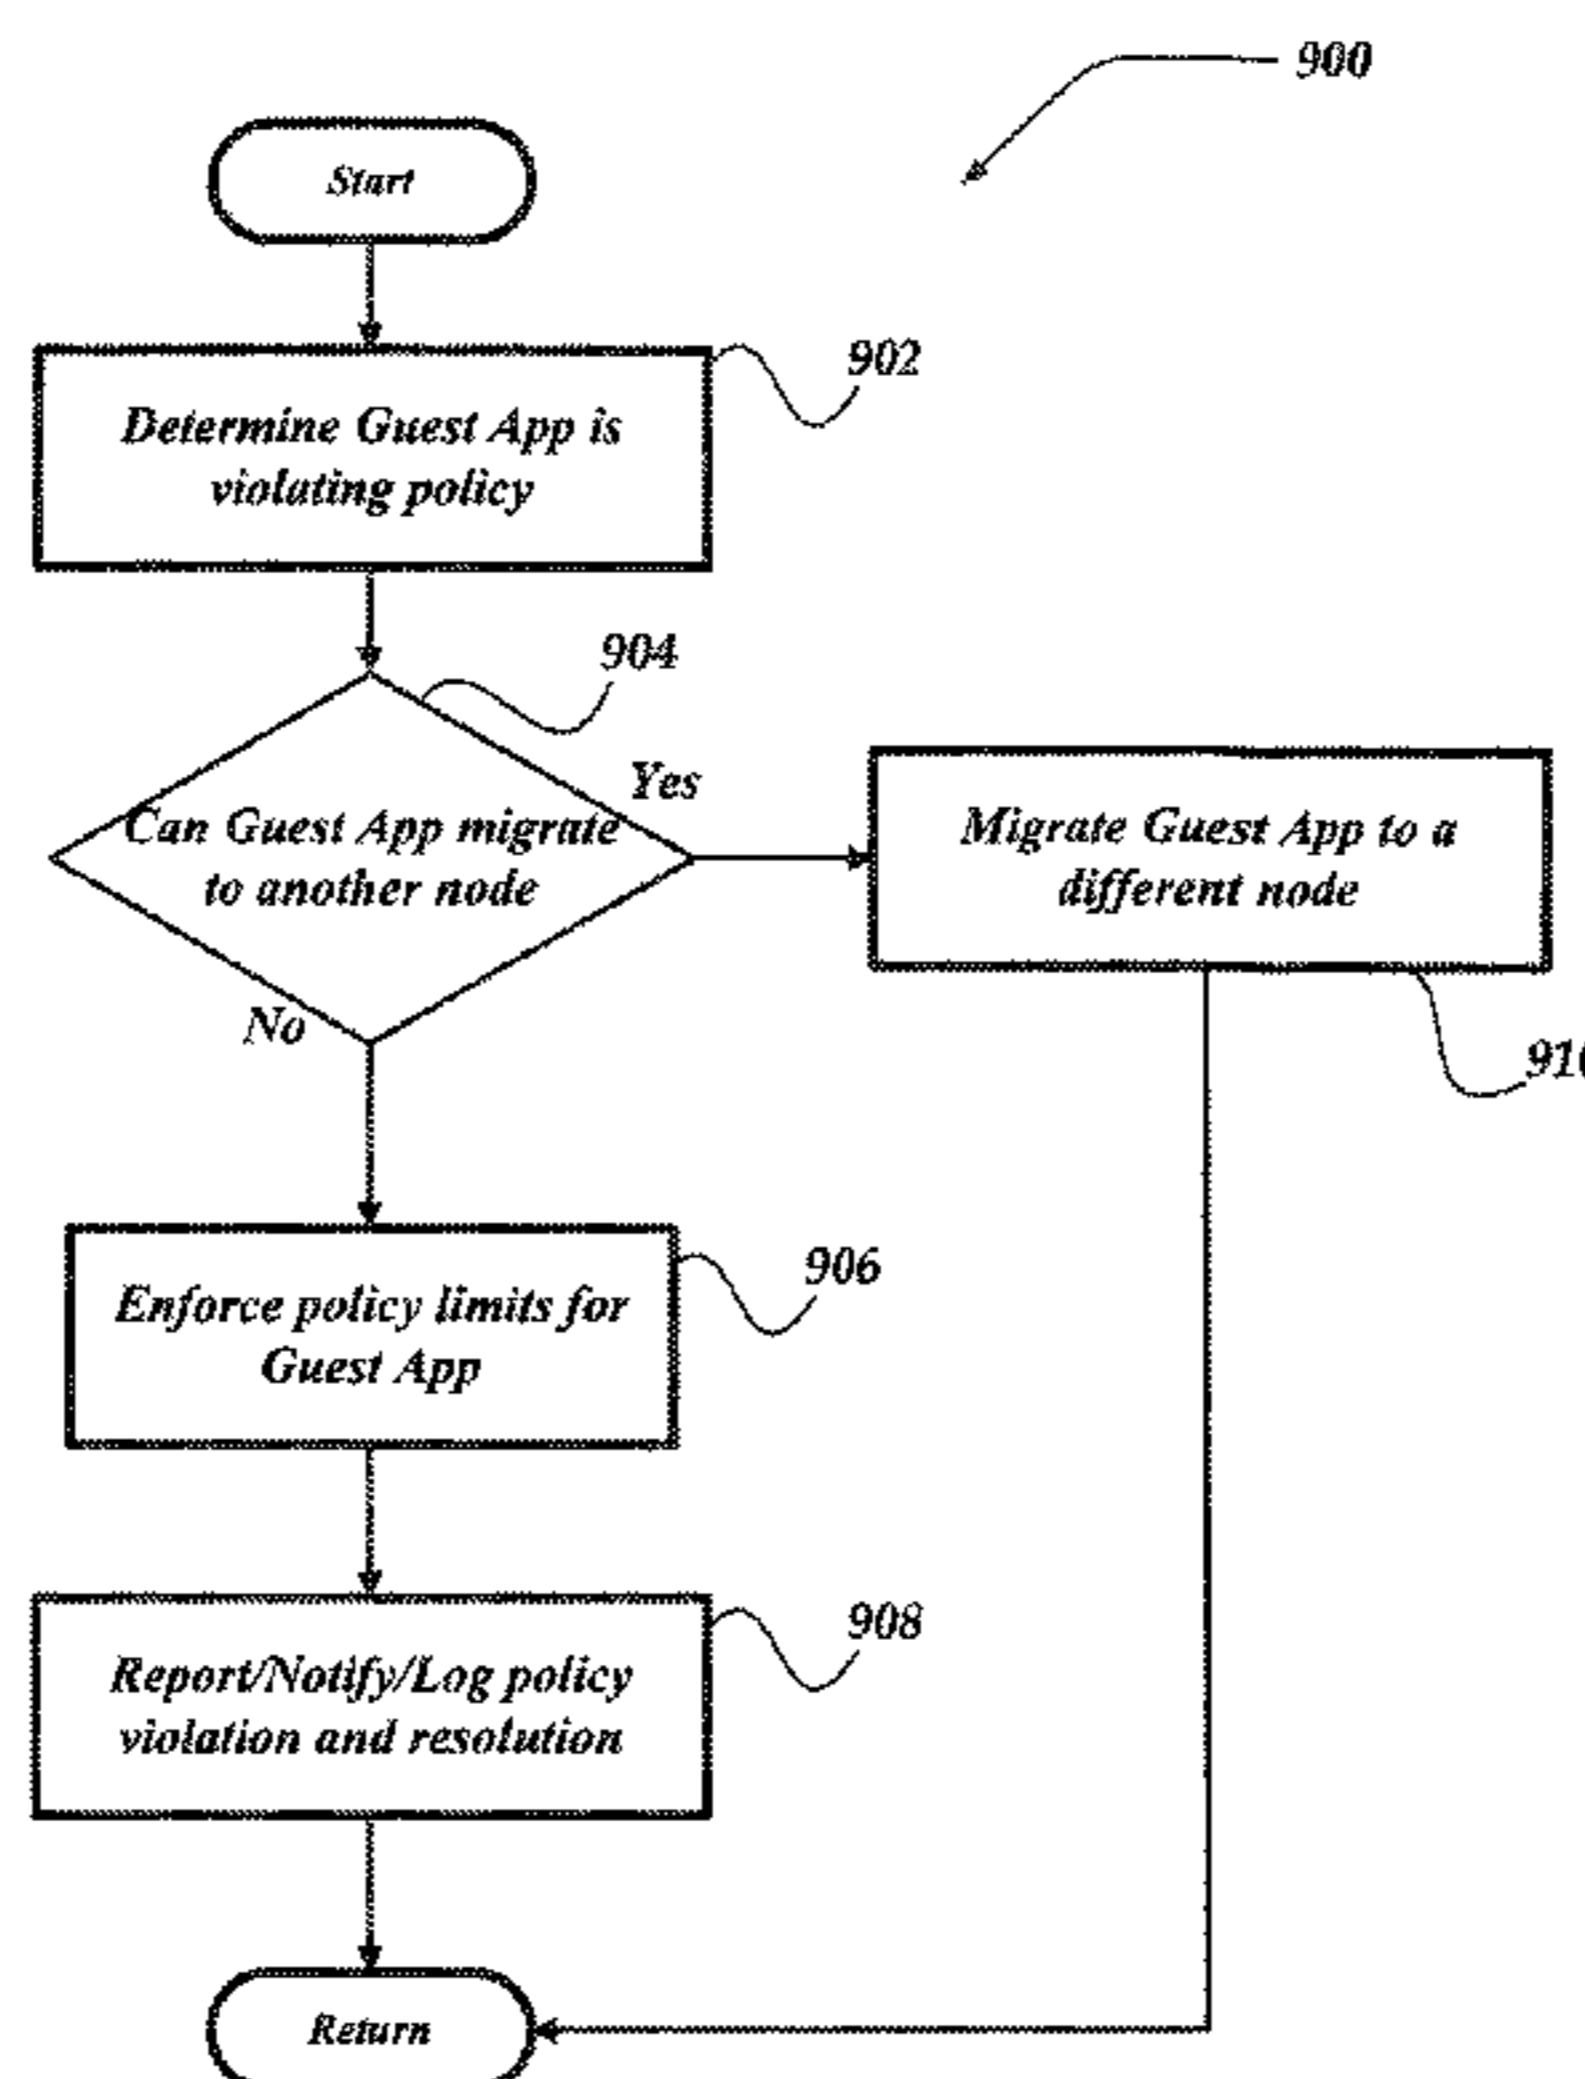 900
Start
902
Determine Guest App is
violating policy
904
Yes
Can Guest App migrate
to another node
Migrate Guest App to a
different node
No
910
906
Enforce policy limits for
Guest App
908
Report/Notify/Log policy
violation and resolution
Return